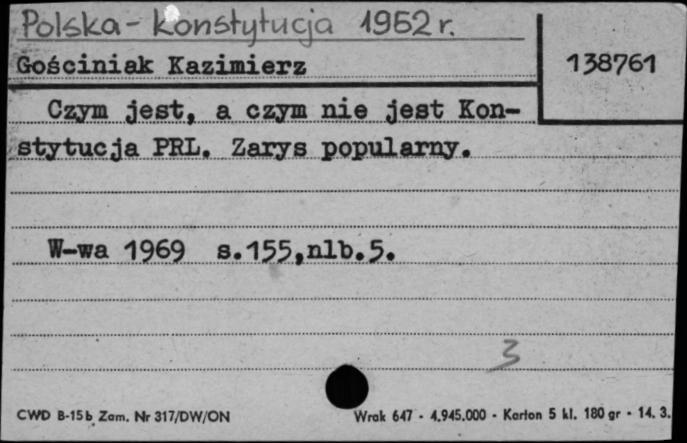 Polska - Konstytucja 1952 r.
Gościniak Kazimierz
138761
Czym jest, a czym nie jest Kon-
stytucja PRL. Zarys popularny.
W-wa 1969 s.155,nlb.5.
3
CWD B-15b Zam. Nr 317/DW/ON
Wrak 647 - 4.945.000 - Karton 5 kl. 180 gr - 14. 3.